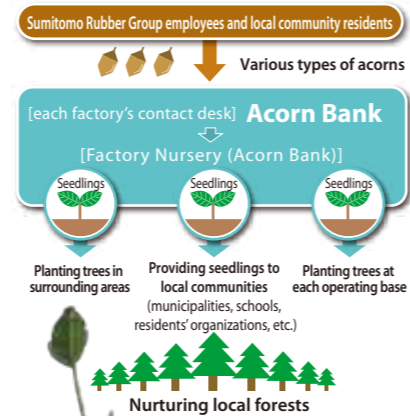 Sumitomo Rubber Group employees and local community residents
Various types of acorns
[each factory's contact desk] Acorn Bank
[Factory Nursery (Acorn Bank)]
Seedlings
Seedlings
Seedlings
Planting trees in
surrounding areas
Providing seedlings to
local communities
(municipalities, schools,
residents' organizations, etc.)
Planting trees at
each operating base
Nurturing local forests